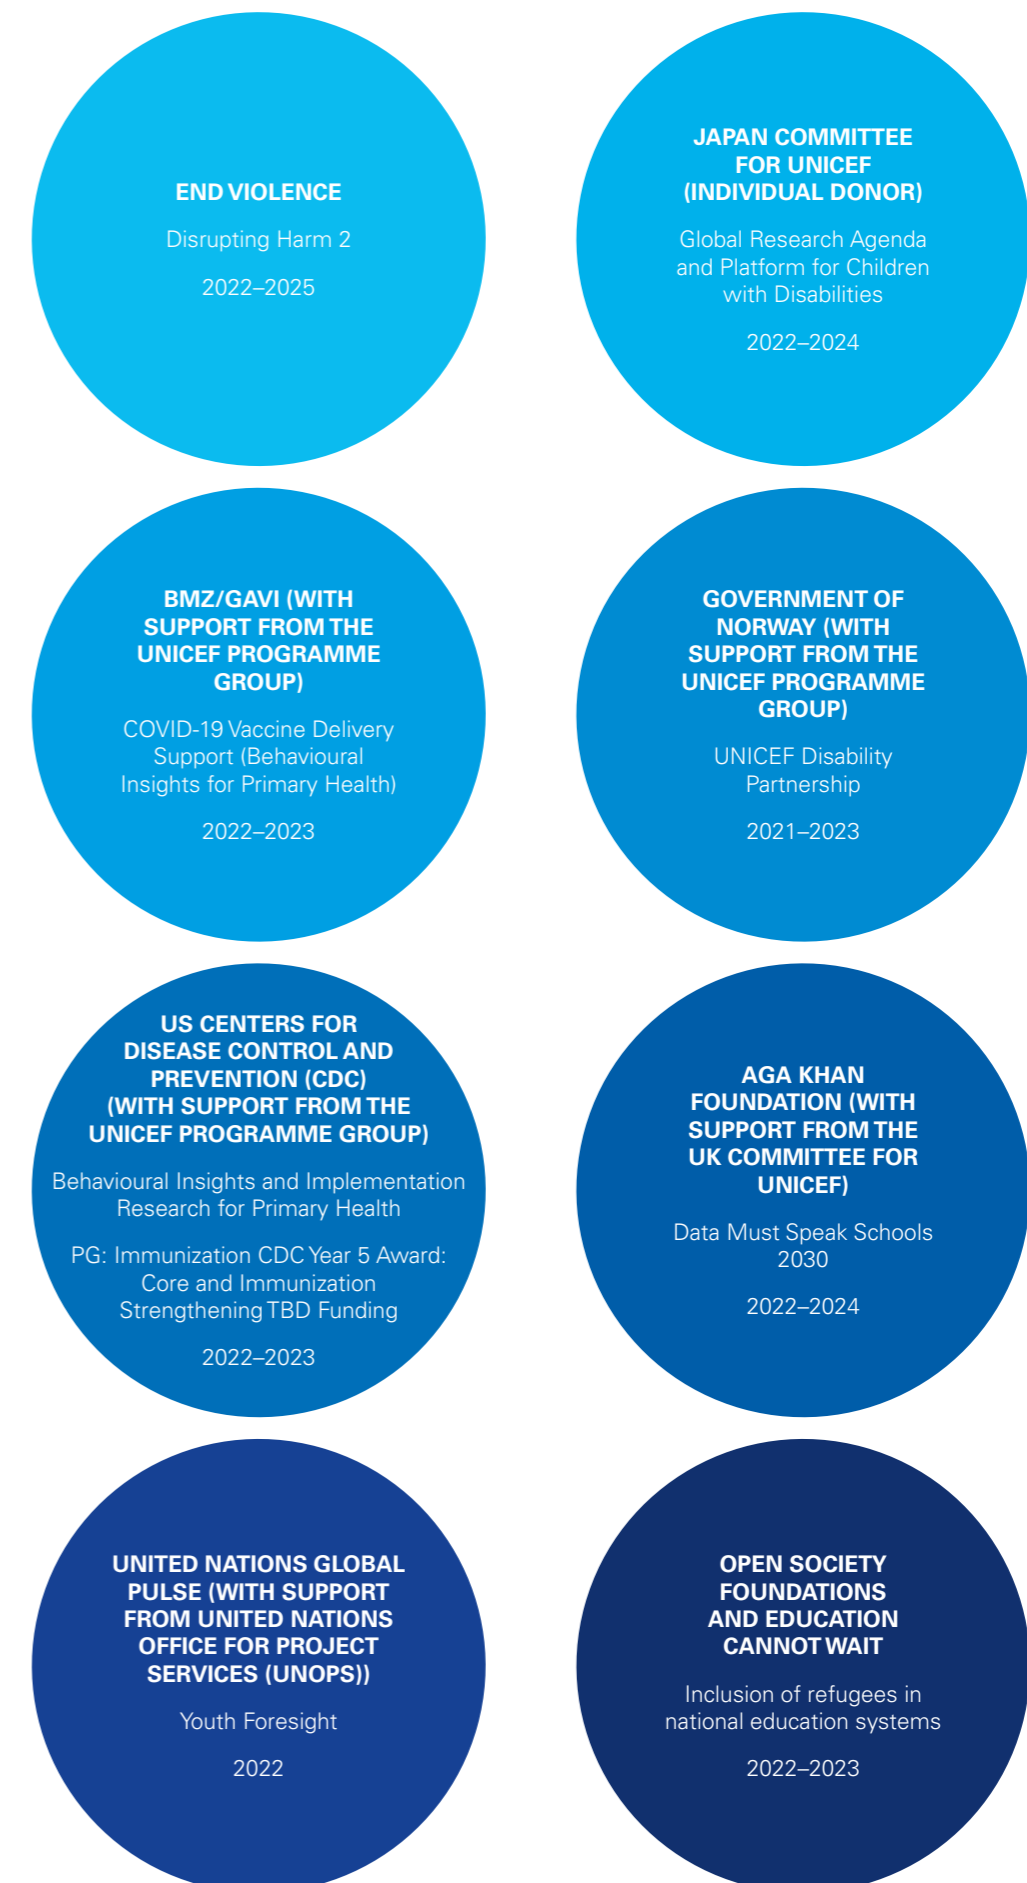 END VIOLENCE
Disrupting Harm 2
2022–2025
JAPAN COMMITTEE
FOR UNICEF
(INDIVIDUAL DONOR)
Global Research Agenda
and Platform for Children
with Disabilities
2022–2024
BMZ/GAVI (WITH
SUPPORT FROM THE
UNICEF PROGRAMME
GROUP)
COVID-19 Vaccine Delivery
Support (Behavioural
Insights for Primary Health)
2022–2023
GOVERNMENT OF
NORWAY (WITH
SUPPORT FROM THE
UNICEF PROGRAMME
GROUP)
UNICEF Disability
Partnership
2021–2023
US CENTERS FOR
DISEASE CONTROL AND
PREVENTION (CDC)
(WITH SUPPORT FROM THE
UNICEF PROGRAMME GROUP)
Behavioural Insights and Implementation
Research for Primary Health
PG: Immunization CDC Year 5 Award:
Core and Immunization
Strengthening TBD Funding
2022–2023
AGA KHAN
FOUNDATION (WITH
SUPPORT FROM THE
UK COMMITTEE FOR
UNICEF)
Data Must Speak Schools
2030
2022–2024
UNITED NATIONS GLOBAL
PULSE (WITH SUPPORT
FROM UNITED NATIONS
OFFICE FOR PROJECT
SERVICES (UNOPS))
Youth Foresight
2022
OPEN SOCIETY
FOUNDATIONS
AND EDUCATION
CANNOT WAIT
Inclusion of refugees in
national education systems
2022–2023